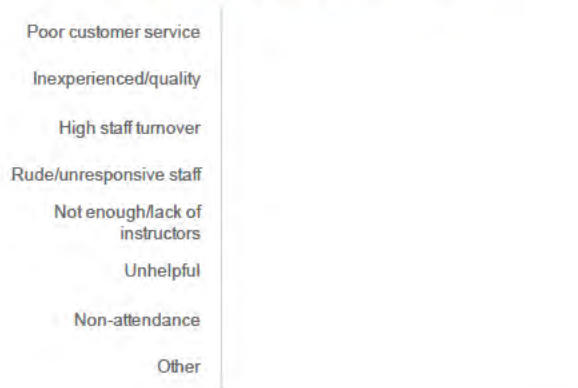 Poor customer service
Inexperienced/quality
High staff turnover
Rude/unresponsive staff
Not enough/lack of
instructors
Unhelpful
Non-attendance
Other